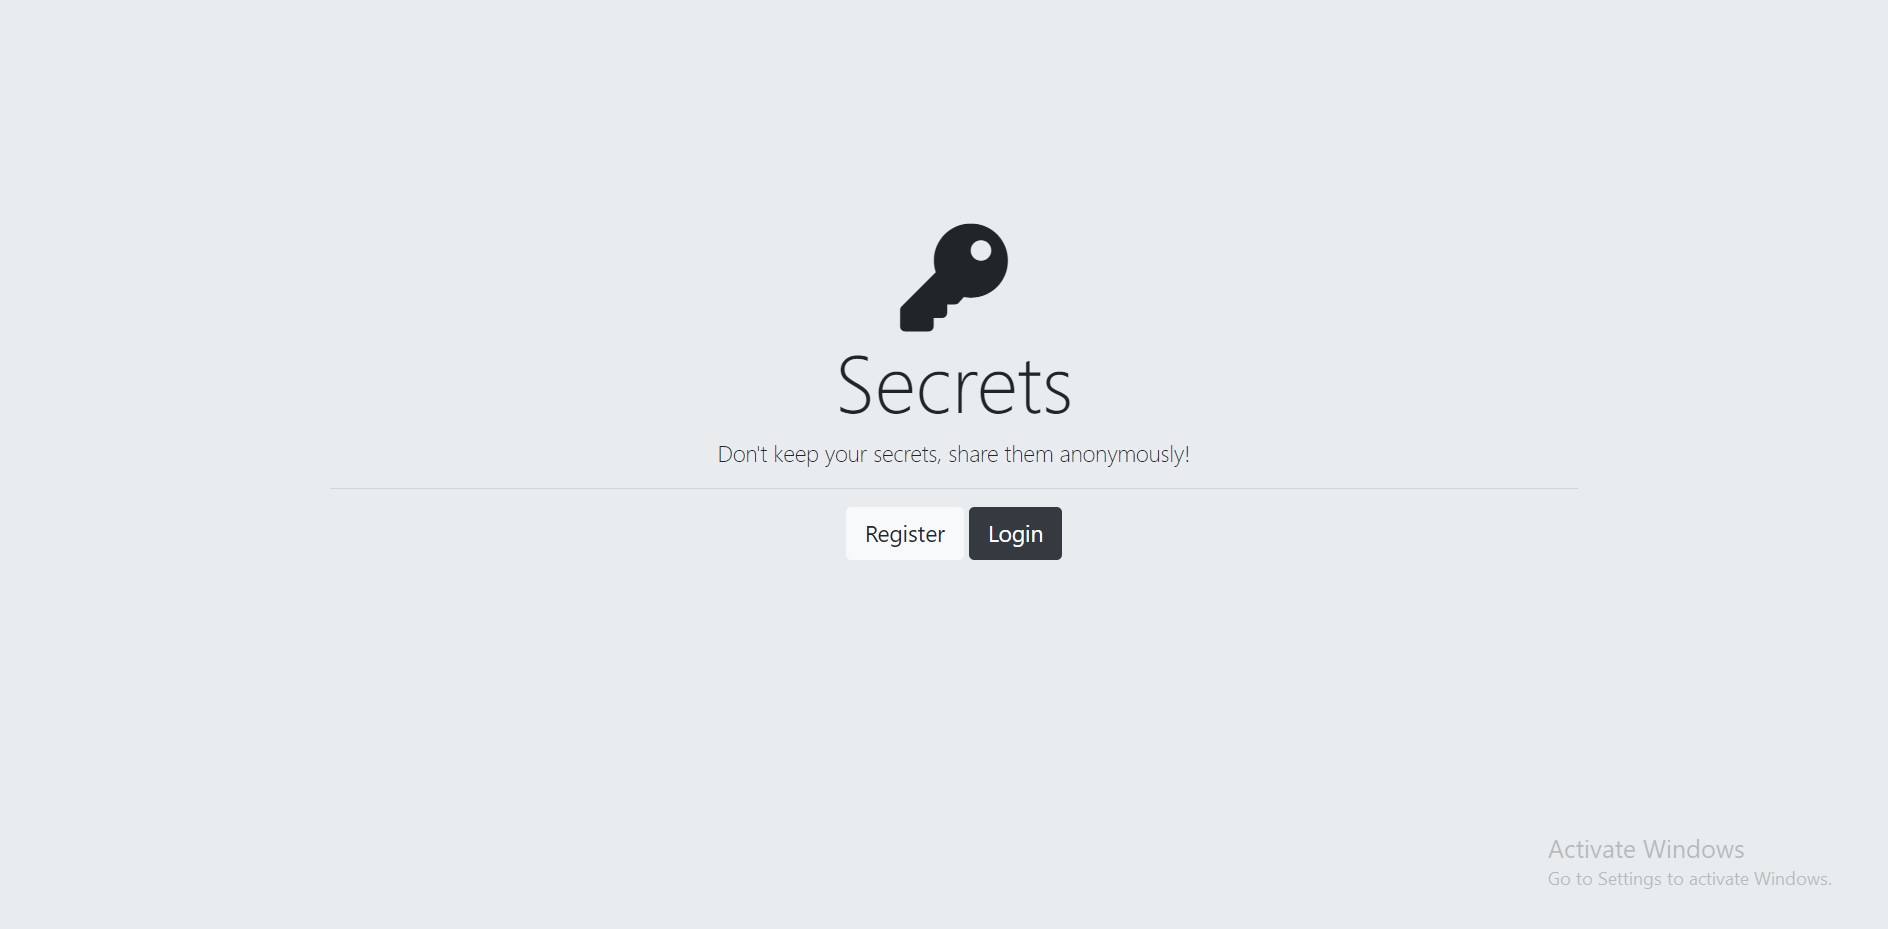 Secrets
Don't keep your secrets, share them anonymously!
Register Login
Activate Windows
Go to Settings to activate Windows.